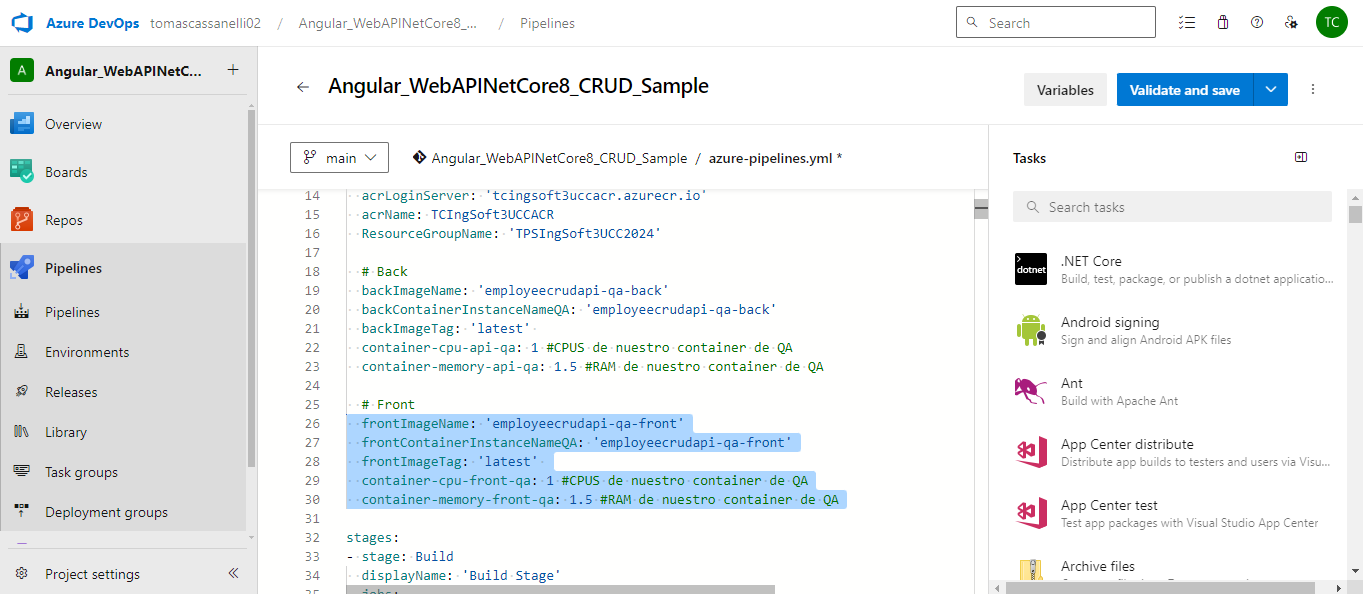 Azure DevOps tomascassanelli02 / Angular_WebAPINetCore8_... / Pipelines
Search
TC
A Angular_WebAPINetC... +
Overview
Boards
Repos
Pipelines
Pipelines
Environments
Releases
Library
Task groups
Deployment groups
Project settings
Angular_WebAPINetCore8_CRUD_Sample
Variables
Validate and save
main
Angular_WebAPINetCore8_CRUD_Sample / azure-pipelines.yml *
14 acrLoginServer: 'tcingsoft3uccacr.azurecr.io'
15 acrName: TCIngSoft3UCCACR
16 ResourceGroupName: 'TPSIngSoft3UCC2024'
17
18 # Back
19 backImageName: 'employeecrudapi-qa-back'
20 backContainerInstanceNameQA: 'employeecrudapi-qa-back'
21 backImageTag: 'latest'
22 container-cpu-api-qa: 1 #CPUS de nuestro container de QA
23 container-memory-api-qa: 1.5 #RAM de nuestro container de QA
24
25 # Front
26 frontImageName: 'employeecrudapi-qa-front'
27 frontContainerInstanceNameQA: 'employeecrudapi-qa-front'
28 frontImageTag: 'latest'
29 container-cpu-front-qa: 1 #CPUS de nuestro container de QA
30 container-memory-front-qa: 1.5 #RAM de nuestro container de QA
31
32 stages:
33 - stage: Build
34 displayName: 'Build Stage'
35 jobs:
Tasks
Search tasks
dotnet
.NET Core
Build, test, package, or publish a dotnet applicatio...
Android signing
Sign and align Android APK files
Ant
Build with Apache Ant
App Center distribute
Distribute app builds to testers and users via Visu...
App Center test
Test app packages with Visual Studio App Center
Archive files